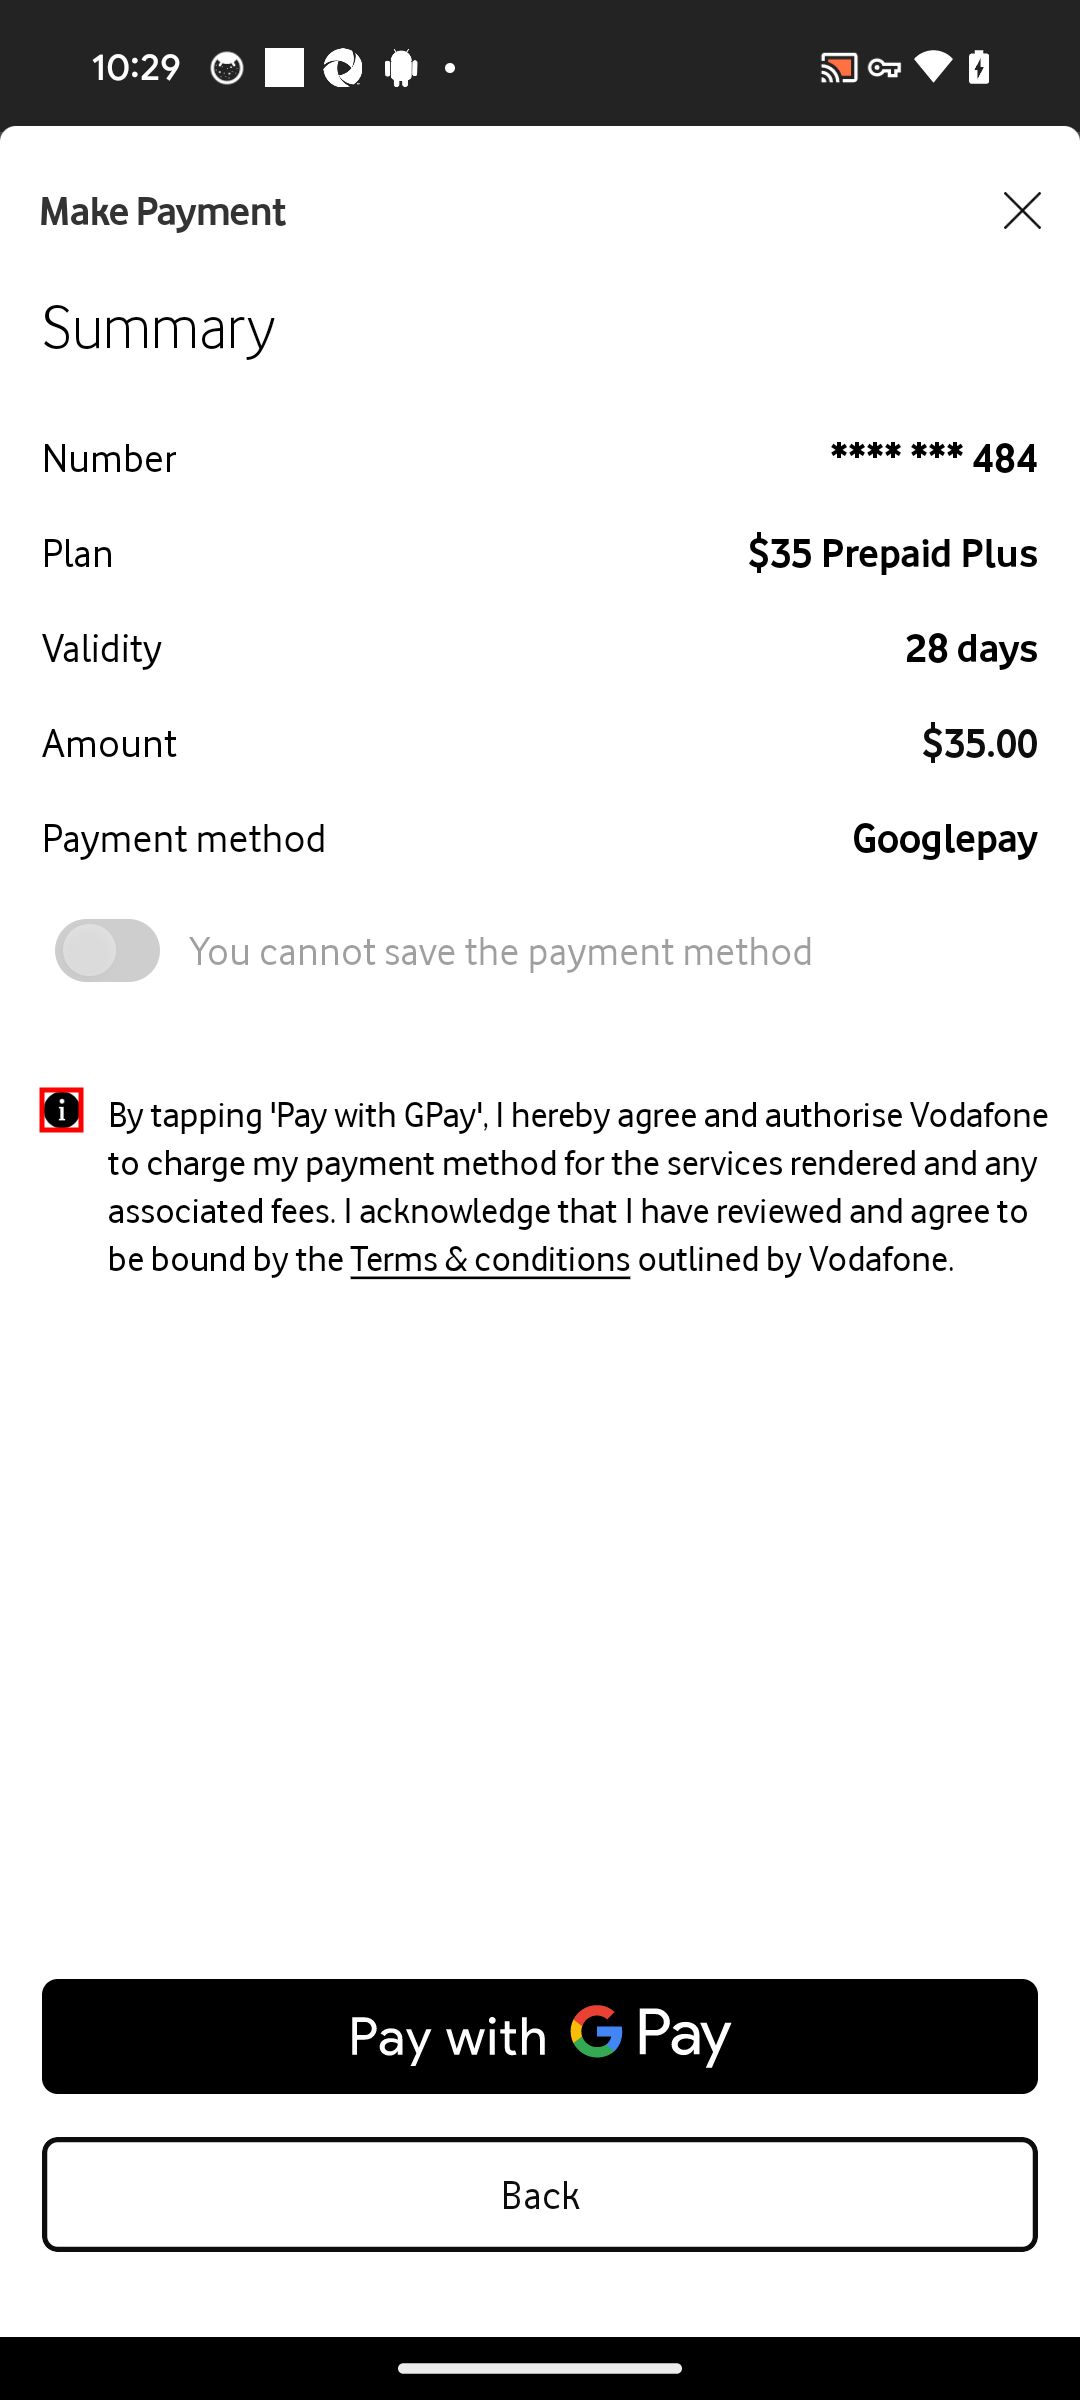 10:29
Make Payment
Summary
Number **** *** 484
Plan $35 Prepaid Plus
Validity 28 days
Amount $35.00
Payment method Googlepay
You cannot save the payment method
i By tapping 'Pay with GPay', I hereby agree and authorise Vodafone
to charge my payment method for the services rendered and any
associated fees. I acknowledge that I have reviewed and agree to
be bound by the Terms & conditions outlined by Vodafone.
Pay with G Pay
Back